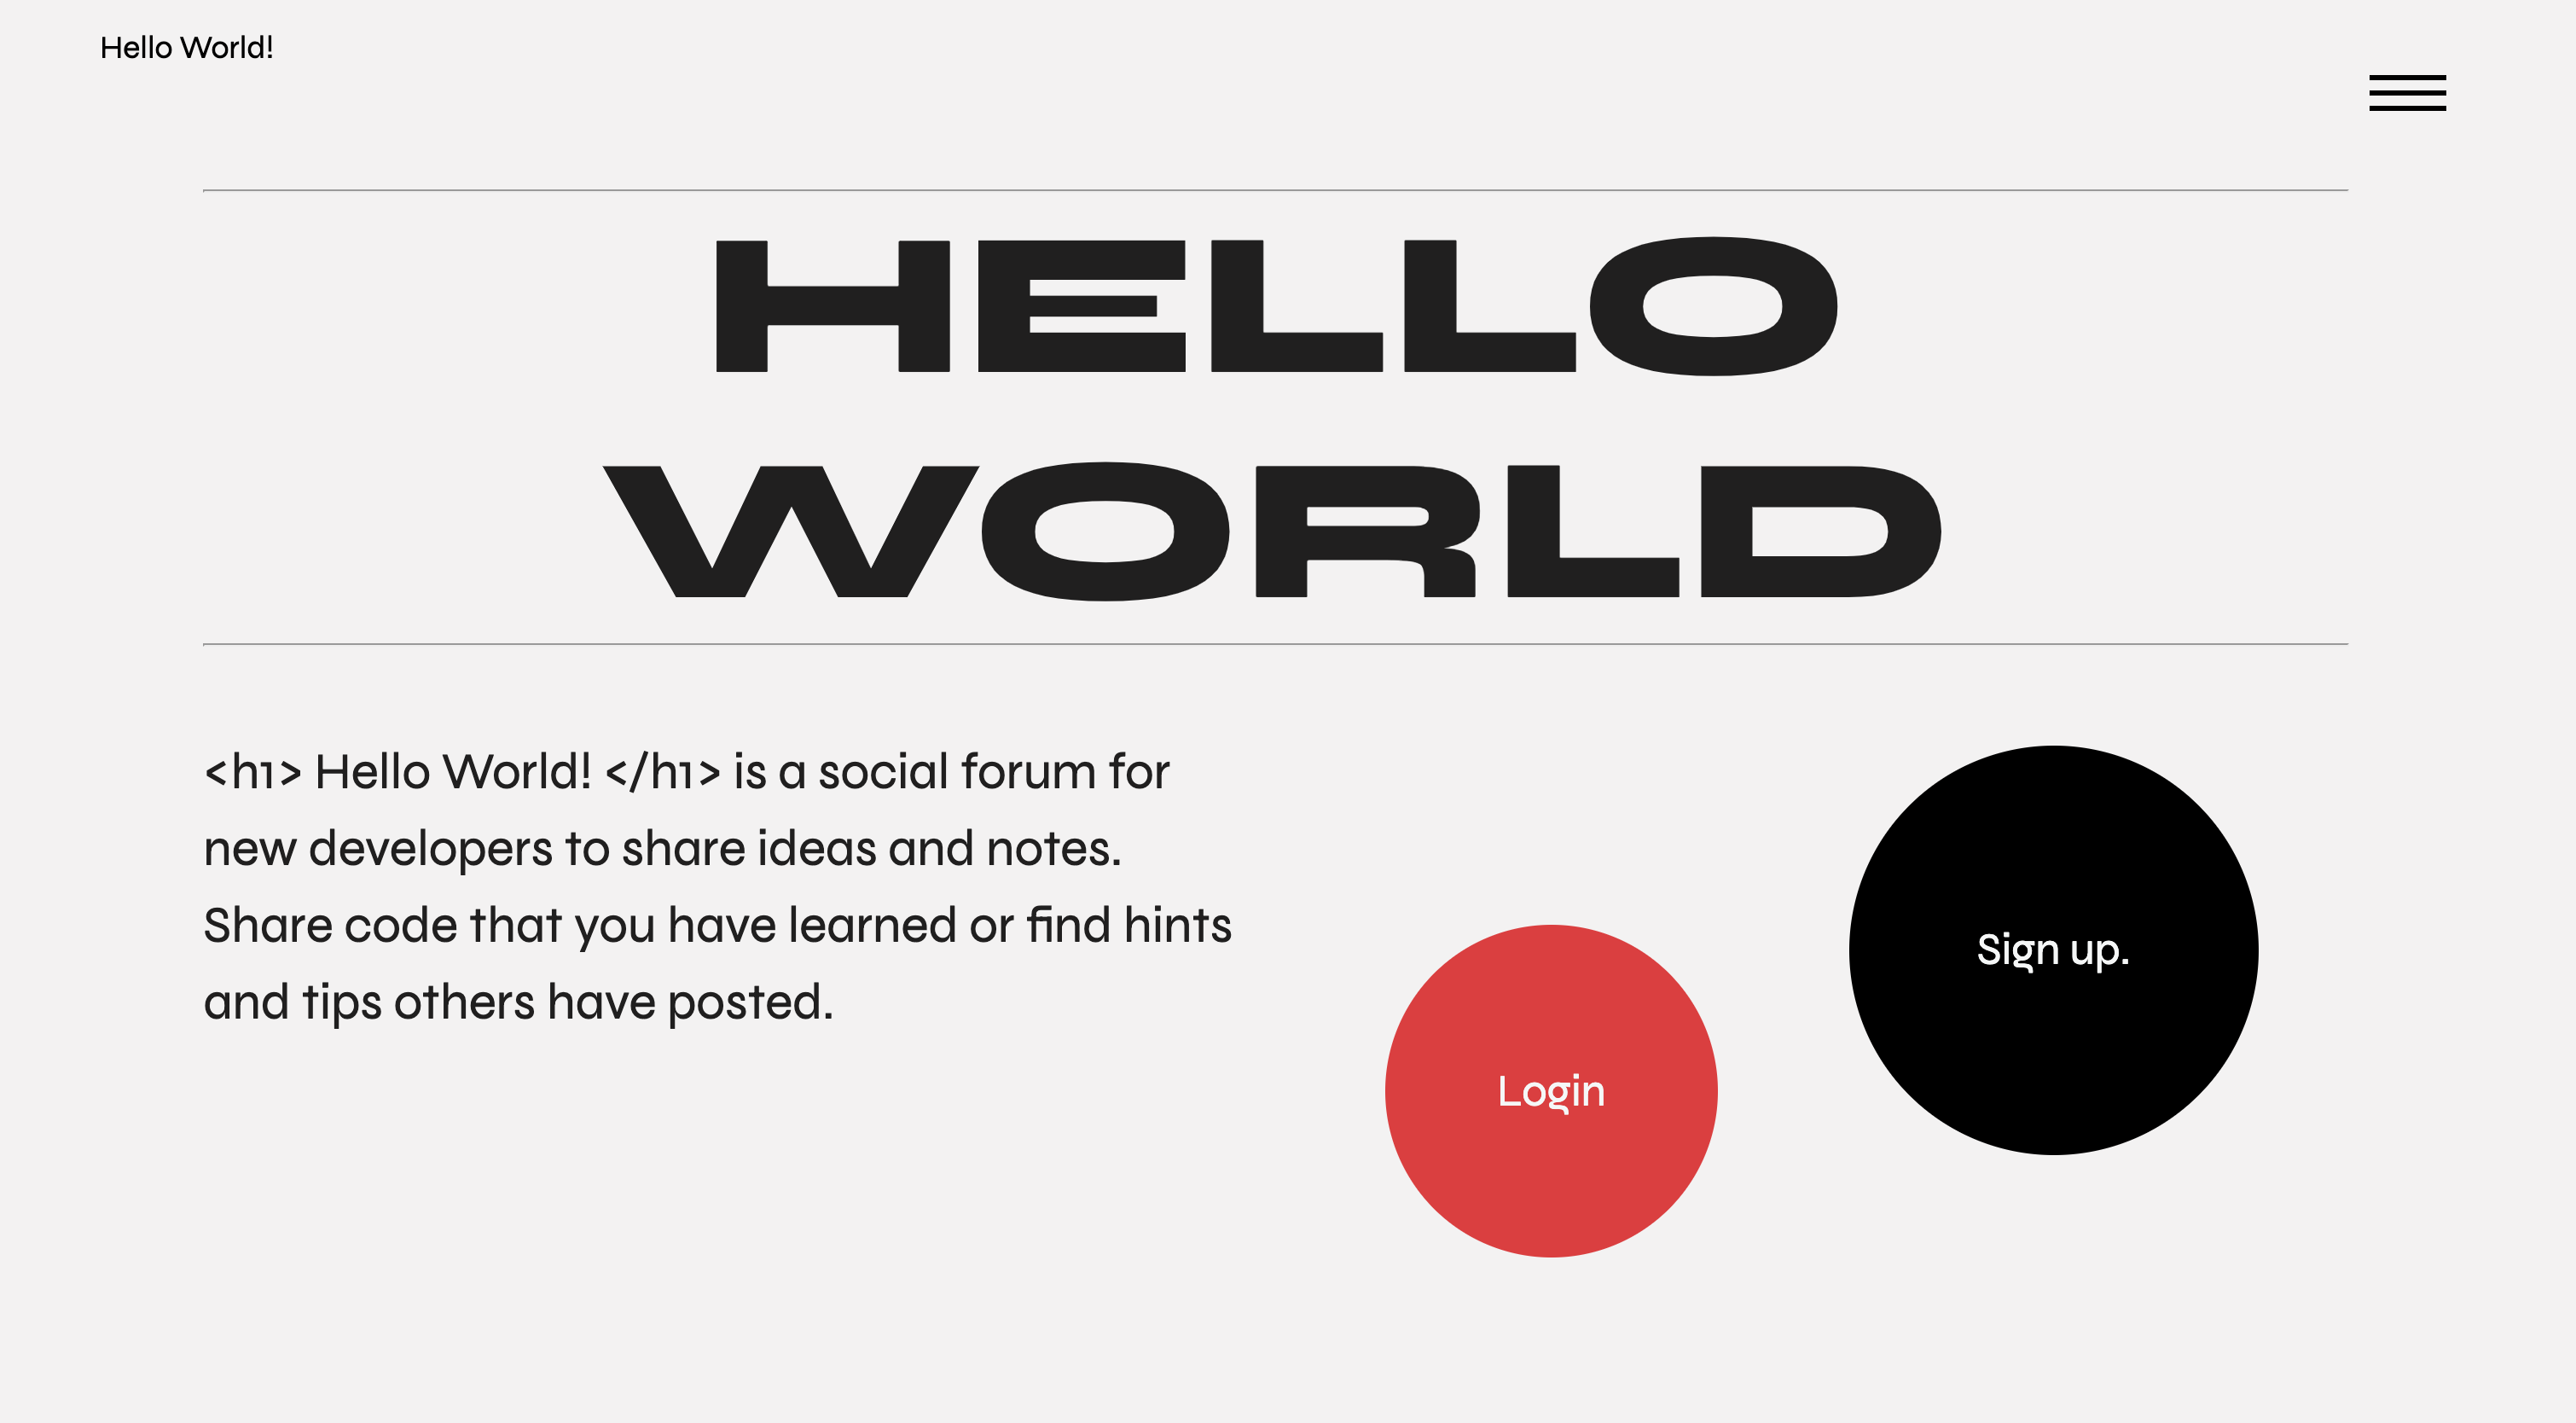 Hello World!
HELLO
WORLD
<h1> Hello World! </h1> is a social forum for
new developers to share ideas and notes.
Share code that you have learned or find hints
and tips others have posted.
Login
Sign up.